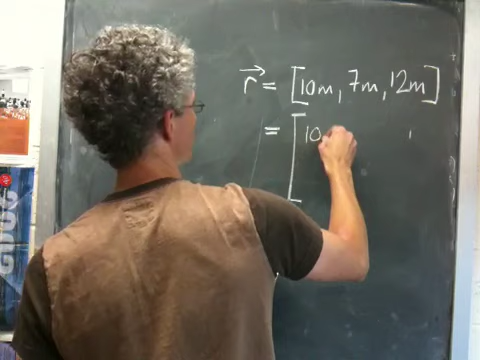 r⃗ = [10m, 7m, 12m]
= [10